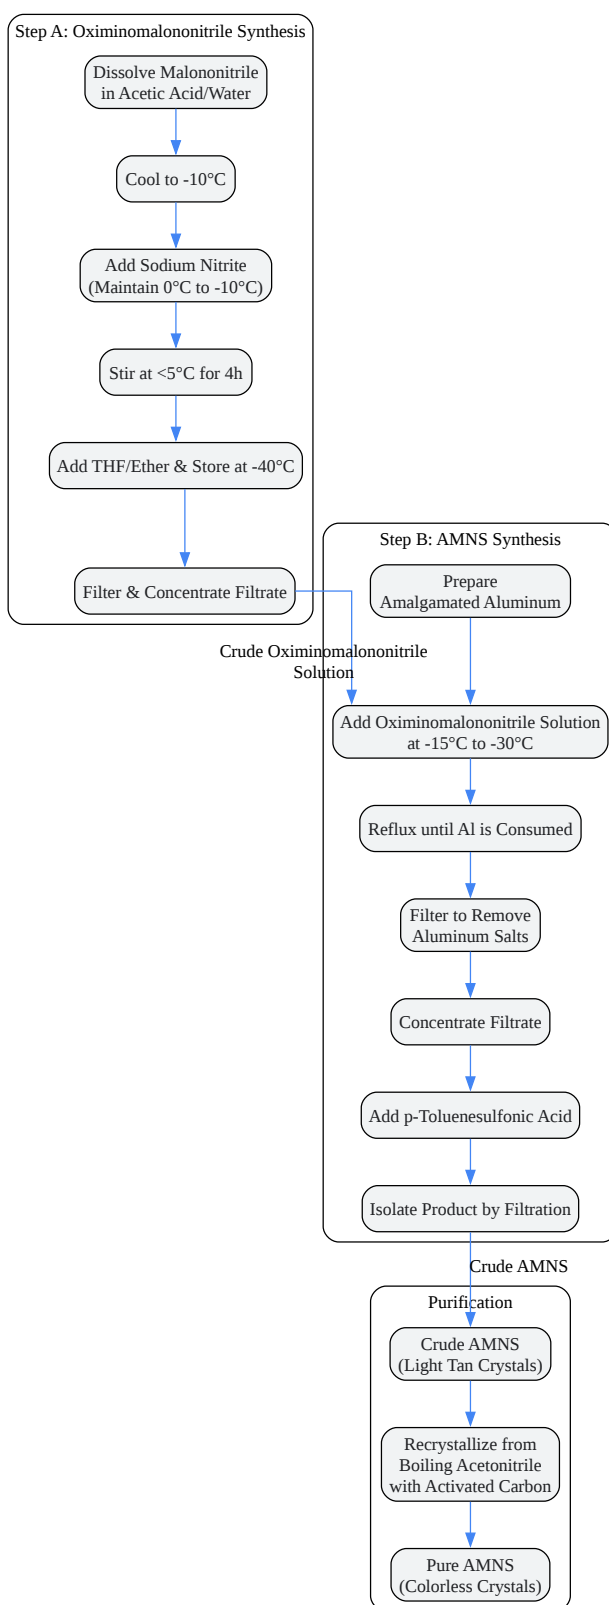 Step A: Oximinomalononitrile Synthesis
Dissolve Malononitrile
in Acetic Acid/Water
Cool to -10°C
Add Sodium Nitrite
(Maintain 0°C to -10°C)
Stir at <5°C for 4h
Add THF/Ether & Store at -40°C
Filter & Concentrate Filtrate
Crude Oximinomalononitrile
Solution
Step B: AMNS Synthesis
Prepare
Amalgamated Aluminum
Add Oximinomalononitrile Solution
at -15°C to -30°C
Reflux until Al is Consumed
Filter to Remove
Aluminum Salts
Concentrate Filtrate
Add p-Toluenesulfonic Acid
Isolate Product by Filtration
Crude AMNS
Purification
Crude AMNS
(Light Tan Crystals)
Recrystallize from
Boiling Acetonitrile
with Activated Carbon
Pure AMNS
(Colorless Crystals)